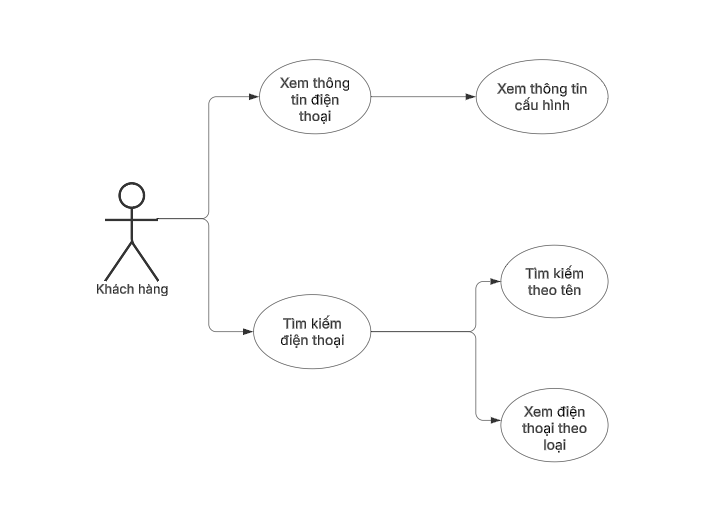 Xem thông
tin điện
thoại
Xem thông tin
cấu hình
Khách hàng
Tìm kiếm
theo tên
Tìm kiếm
điện thoại
Xem điện
thoại theo
loại